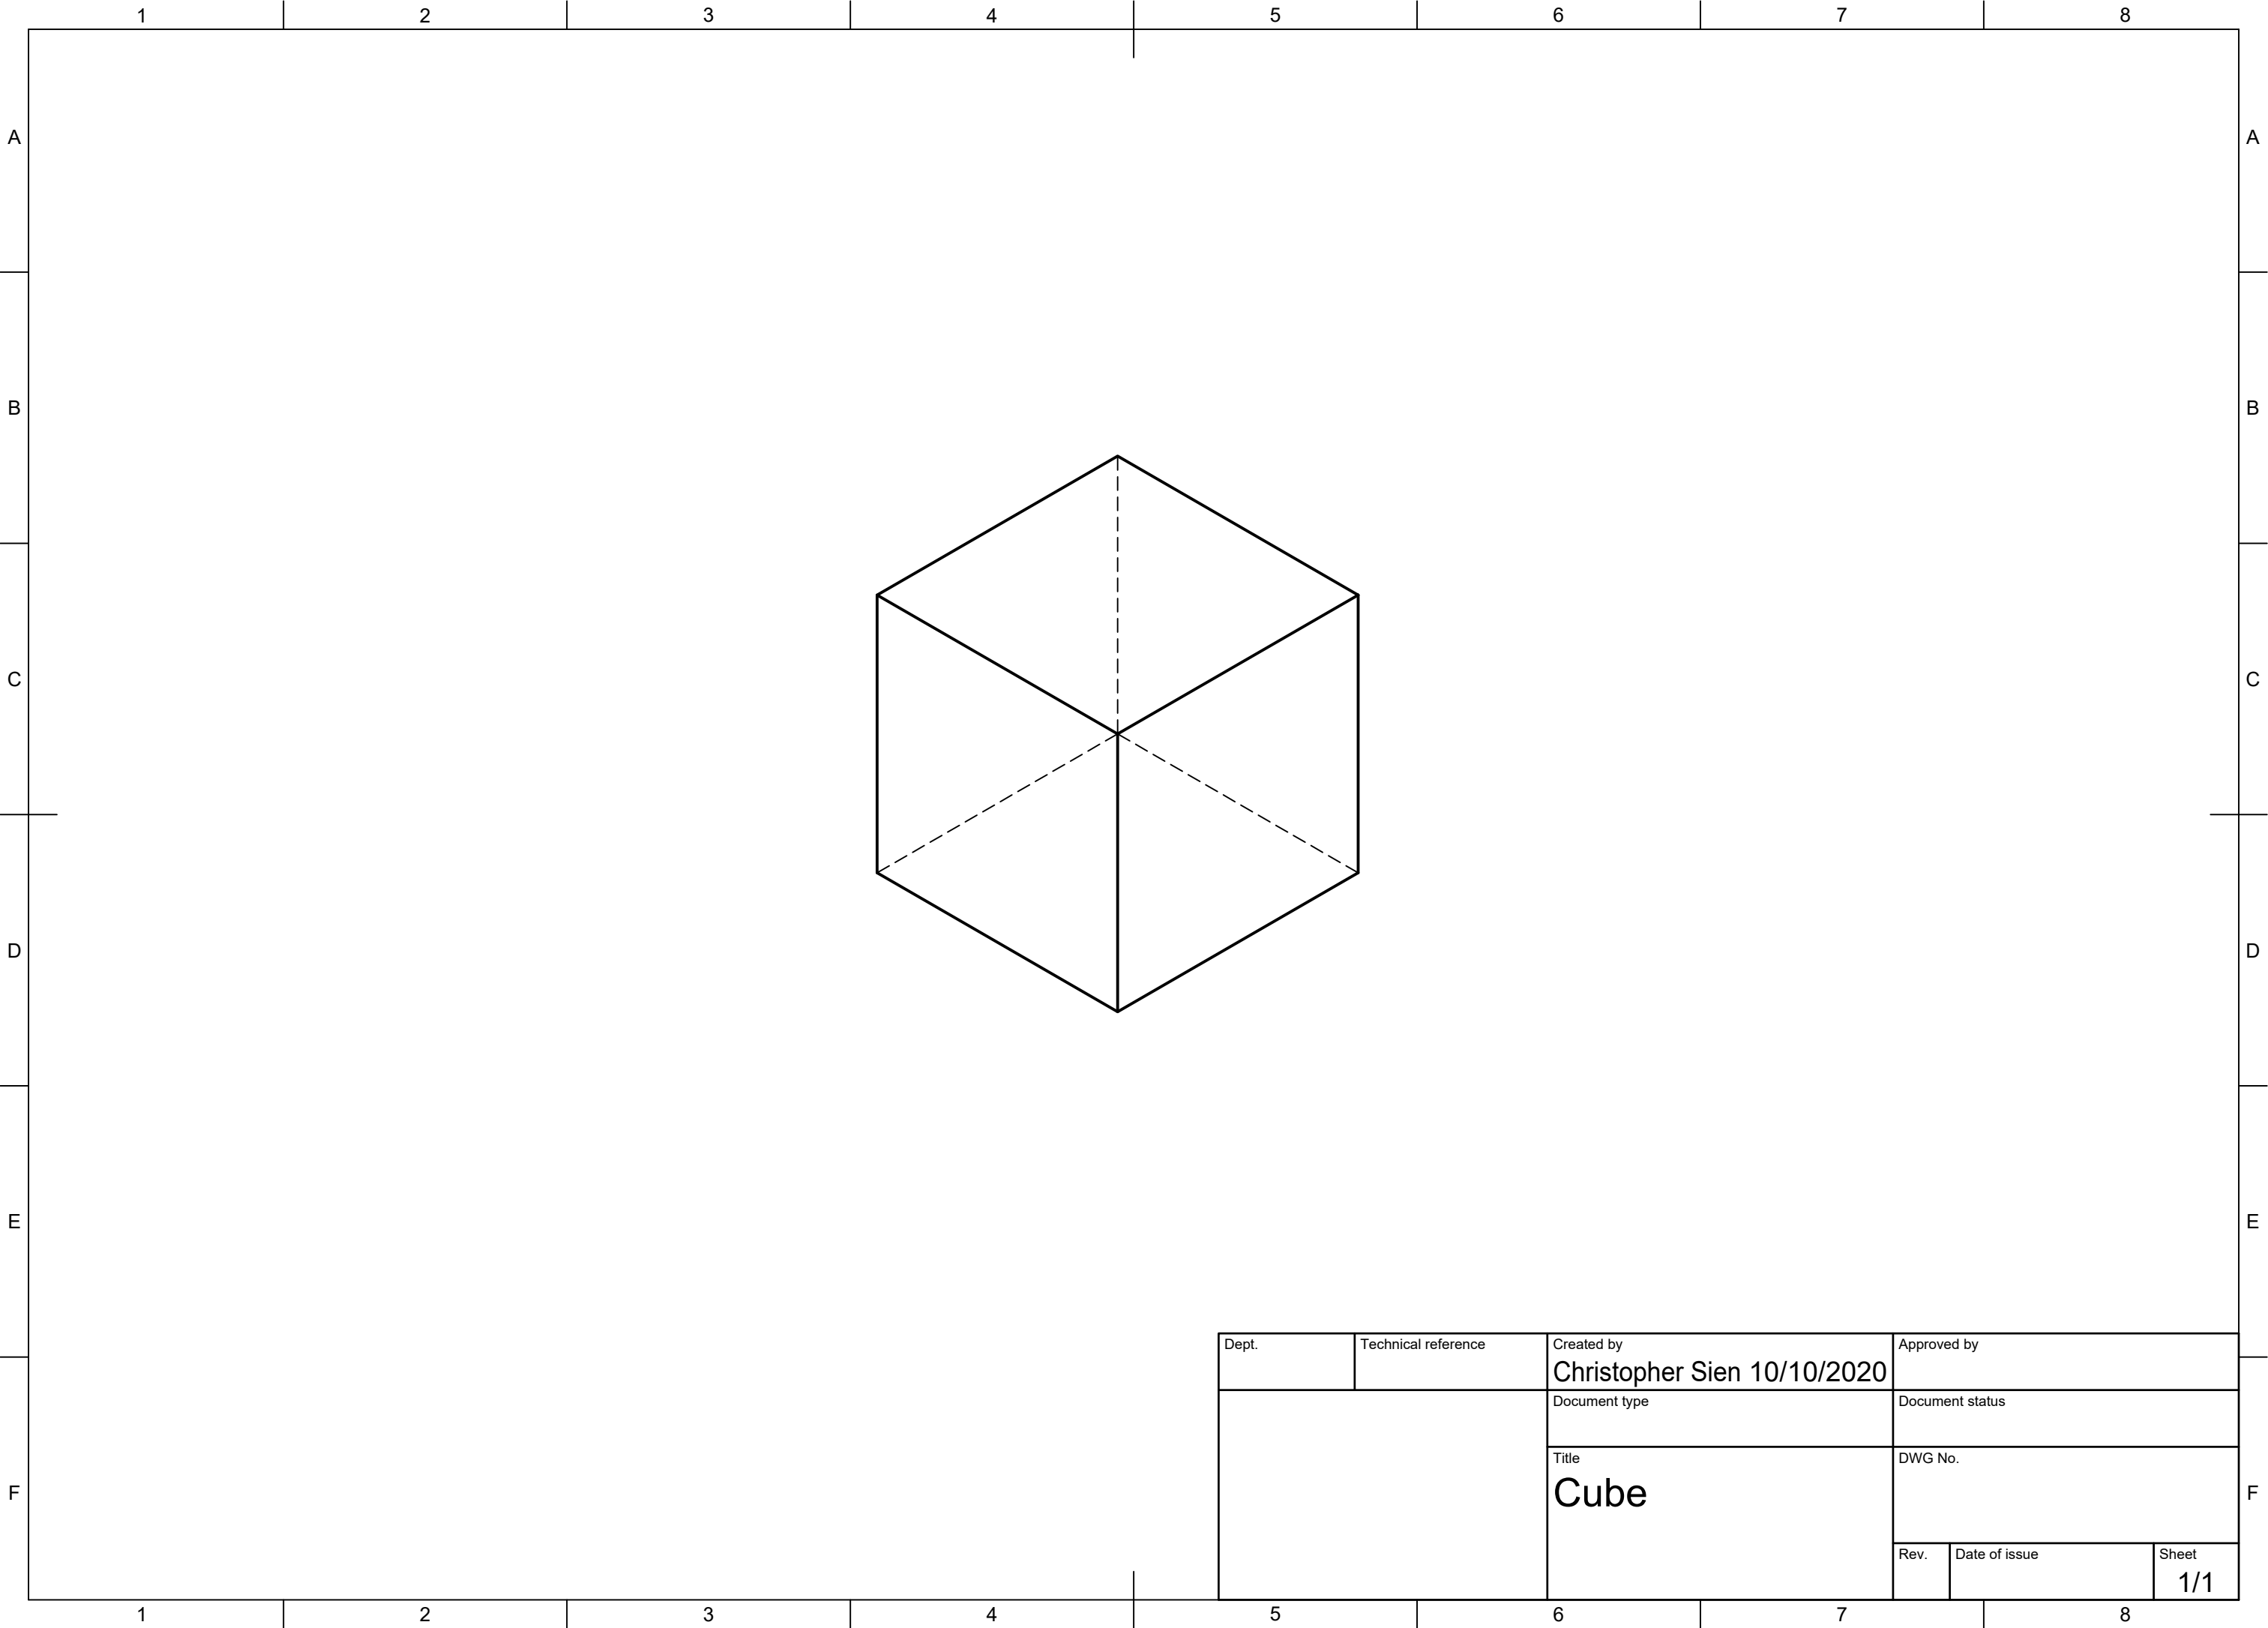 1 2 3 4 5 6 7 8
A A
B B
C C
D D
E E
F F
Dept. Technical reference Created by Approved by
Christopher Sien 10/10/2020
Document type Document status
Title DWG No.
Cube
Rev. Date of issue Sheet
1/1
1 2 3 4 5 6 7 8